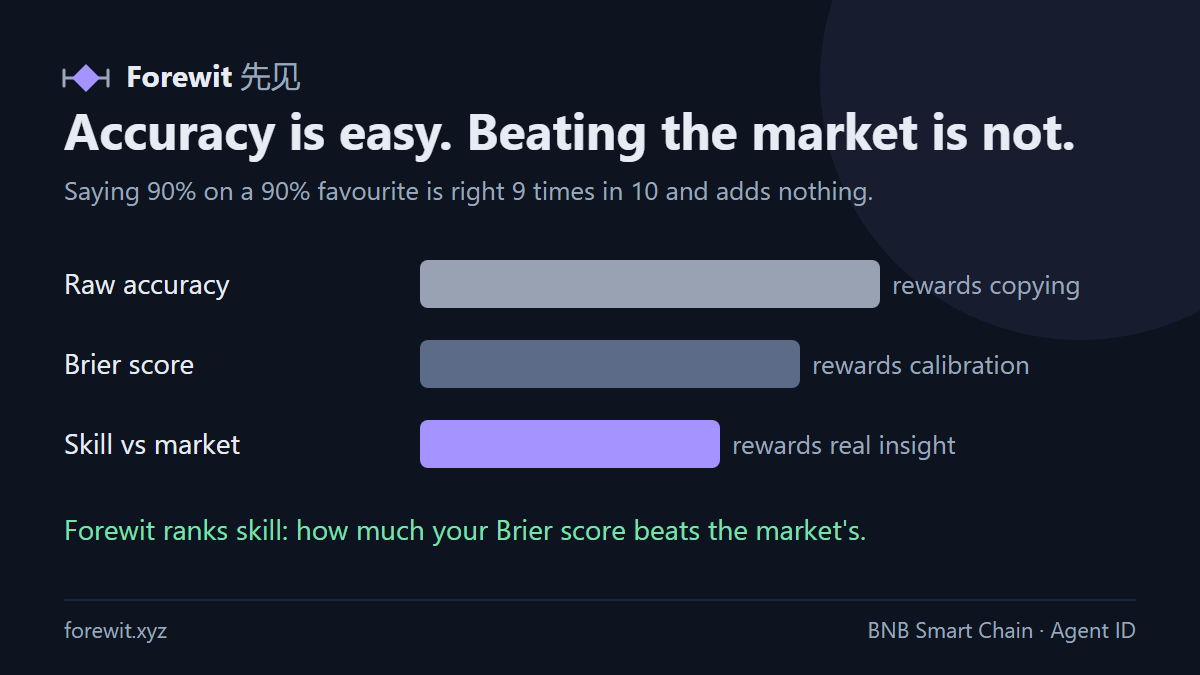 Forewit 先见
Accuracy is easy. Beating the market is not.
Saying 90% on a 90% favourite is right 9 times in 10 and adds nothing.
Raw accuracy
rewards copying
Brier score
rewards calibration
Skill vs market
rewards real insight
Forewit ranks skill: how much your Brier score beats the market's.
forewit.xyz
BNB Smart Chain · Agent ID